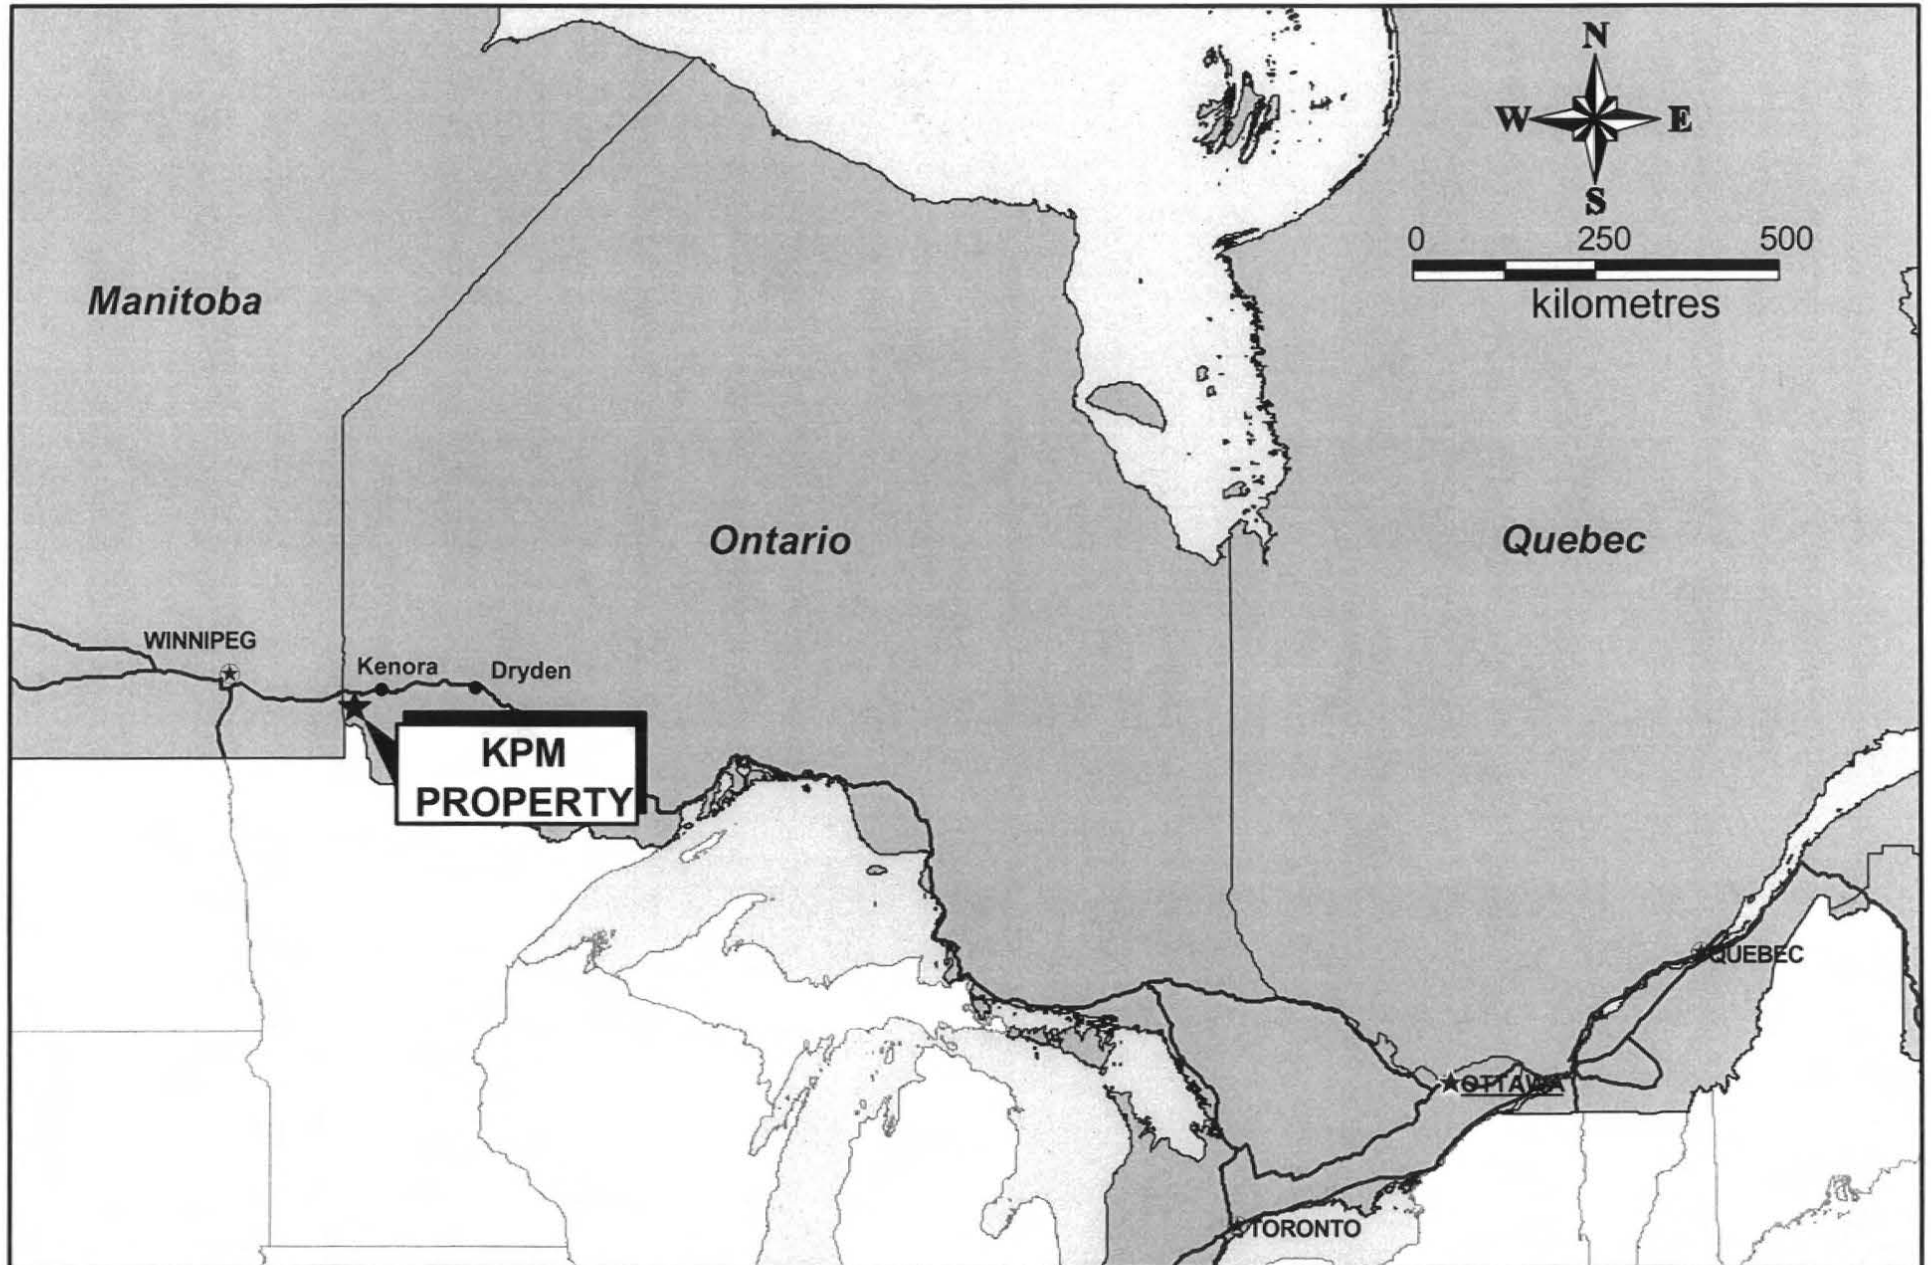 N
W E
S
0 250 500
kilometres
Manitoba
Ontario
Quebec
WINNIPEG
Kenora
Dryden
KPM
PROPERTY
QUEBEC
OTTAWA
TORONTO